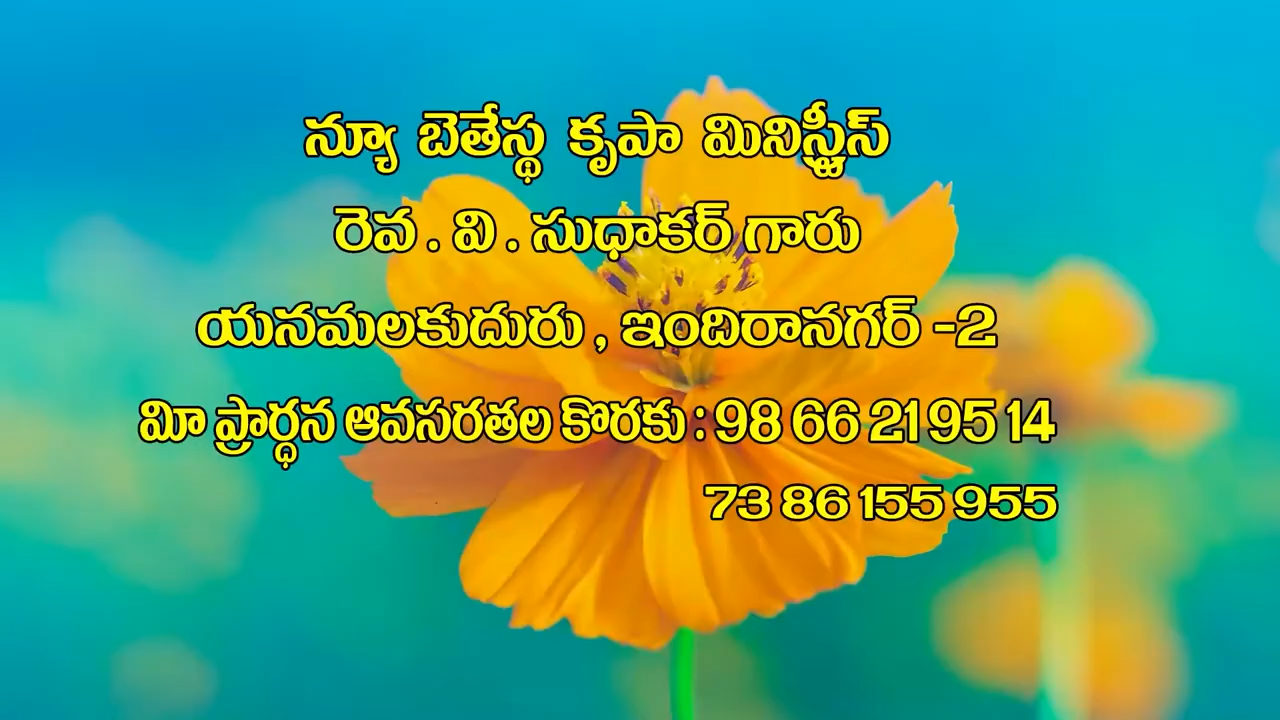 న్యూ బెతేస్థ కృపా మినిస్ట్రీస్
రెవ . వి . సుధాకర్ గారు
యనమలకుదురు , ఇందిరానగర్ -2
మీ ప్రార్థన ఆవసరతల కొరకు : 98 66 21 95 14
73 86 155 955